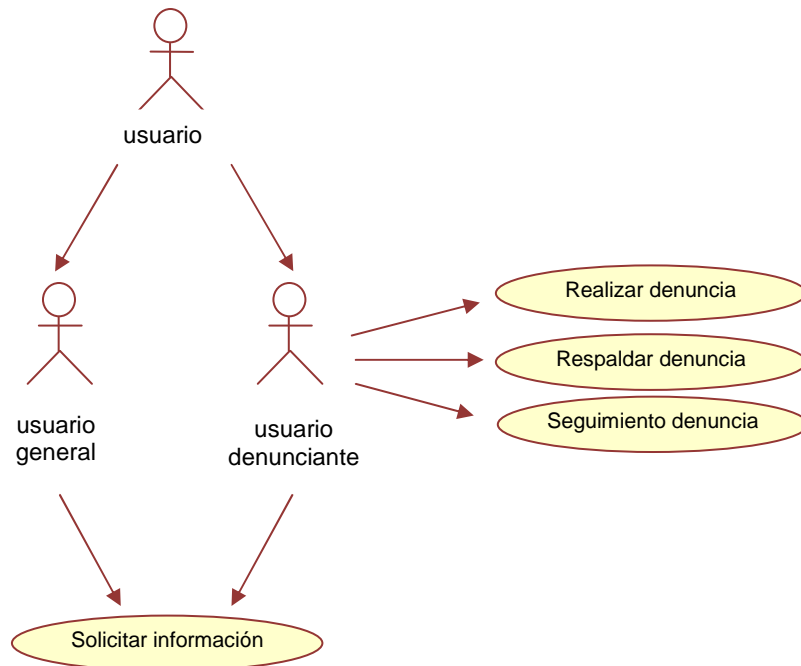 usuario
Realizar denuncia
Respaldar denuncia
Seguimiento denuncia
usuario
general
usuario
denunciante
Solicitar información